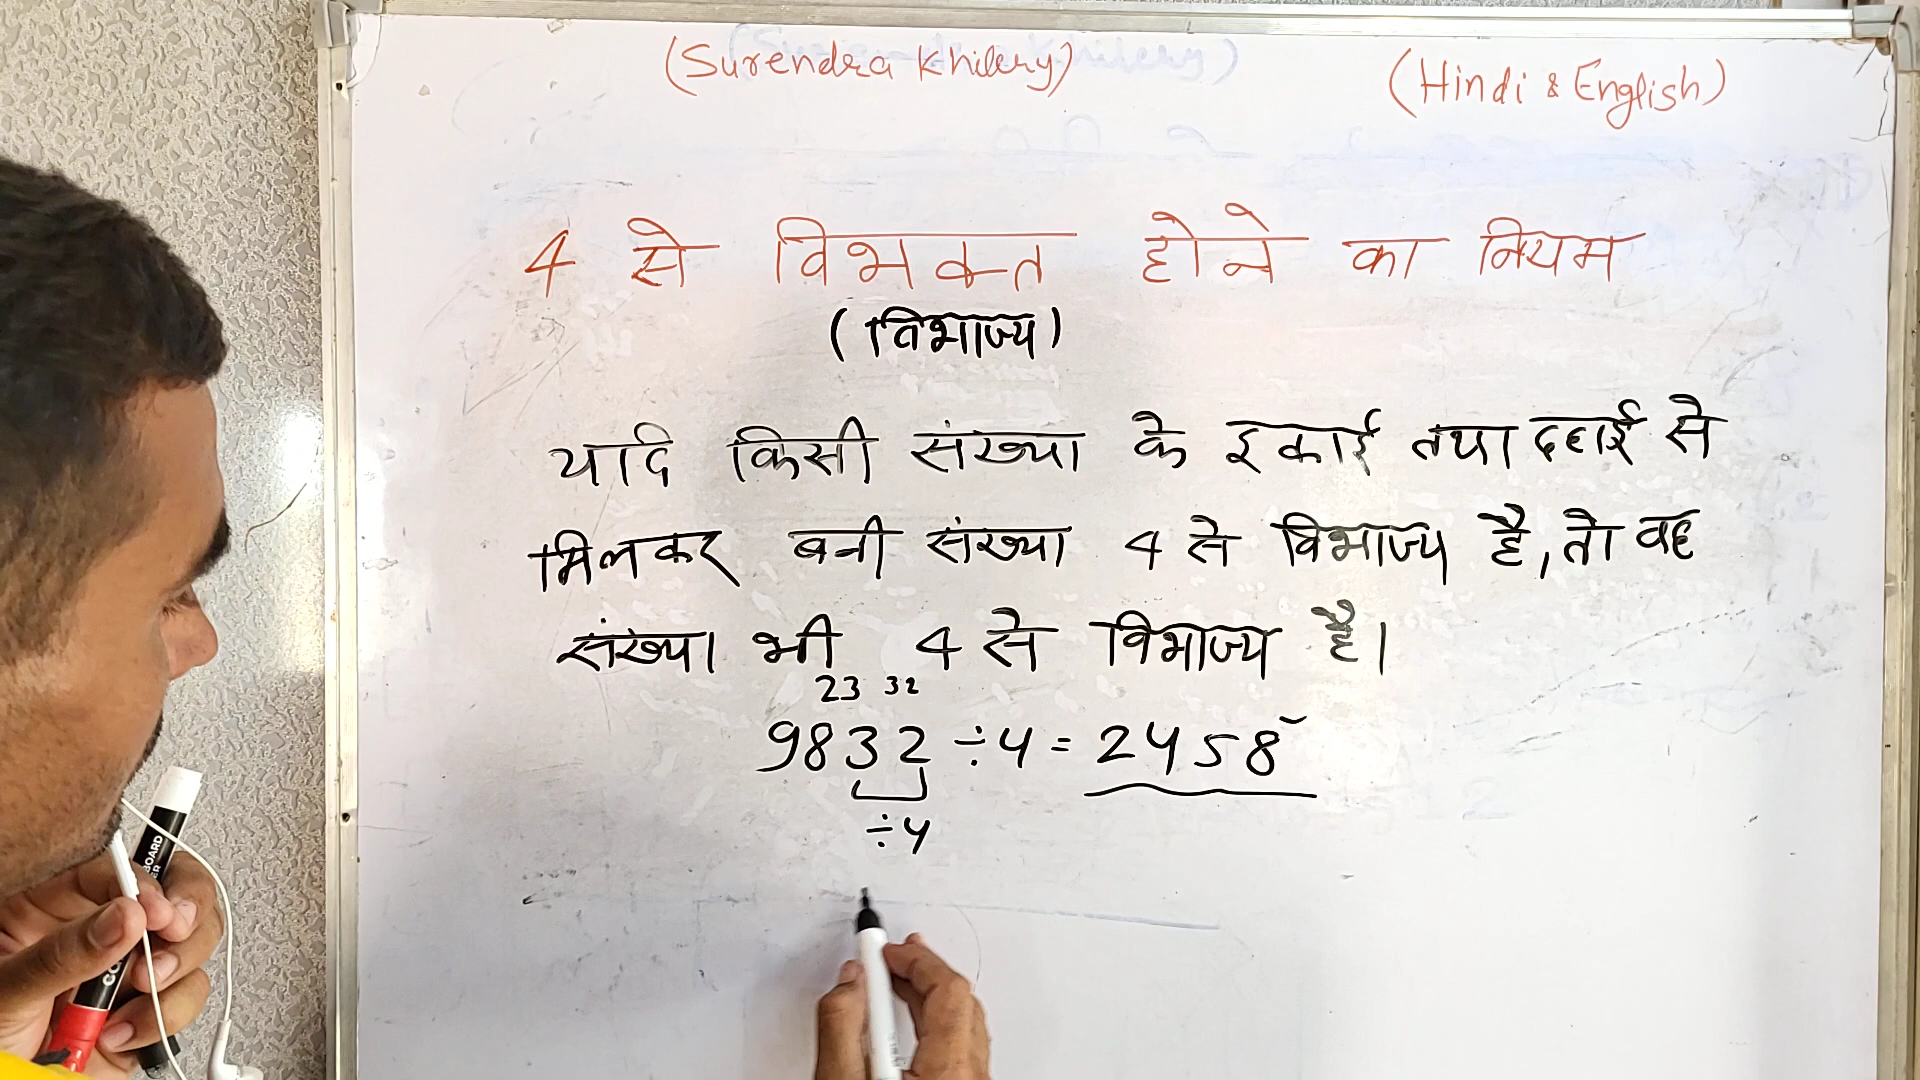 (Surendra Khilery)
(Hindi & English)
4 से विभक्त होने का नियम
(विभाज्य)
यदि किसी संख्या के इकाई तथा दहाई से
मिलकर बनी संख्या 4 से विभाज्य है, तो वह
संख्या भी 4 से विभाज्य है।
23 32
9832 ÷4 = 2458
÷4
BOARD